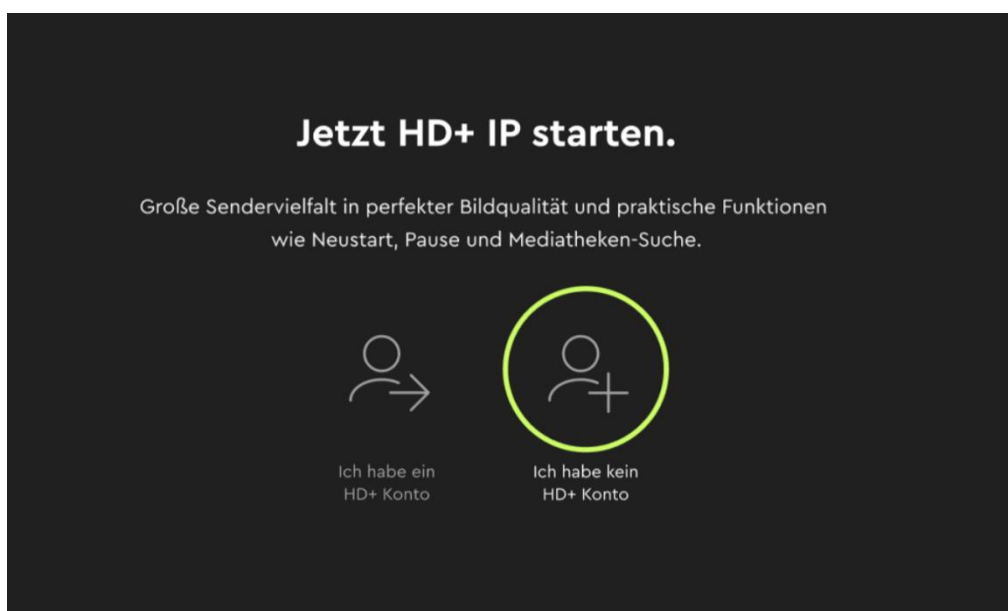 Jetzt HD+ IP starten.
Große Sendervielfalt in perfekter Bildqualität und praktische Funktionen
wie Neustart, Pause und Mediatheken-Suche.
Ich habe ein
HD+ Konto
Ich habe kein
HD+ Konto